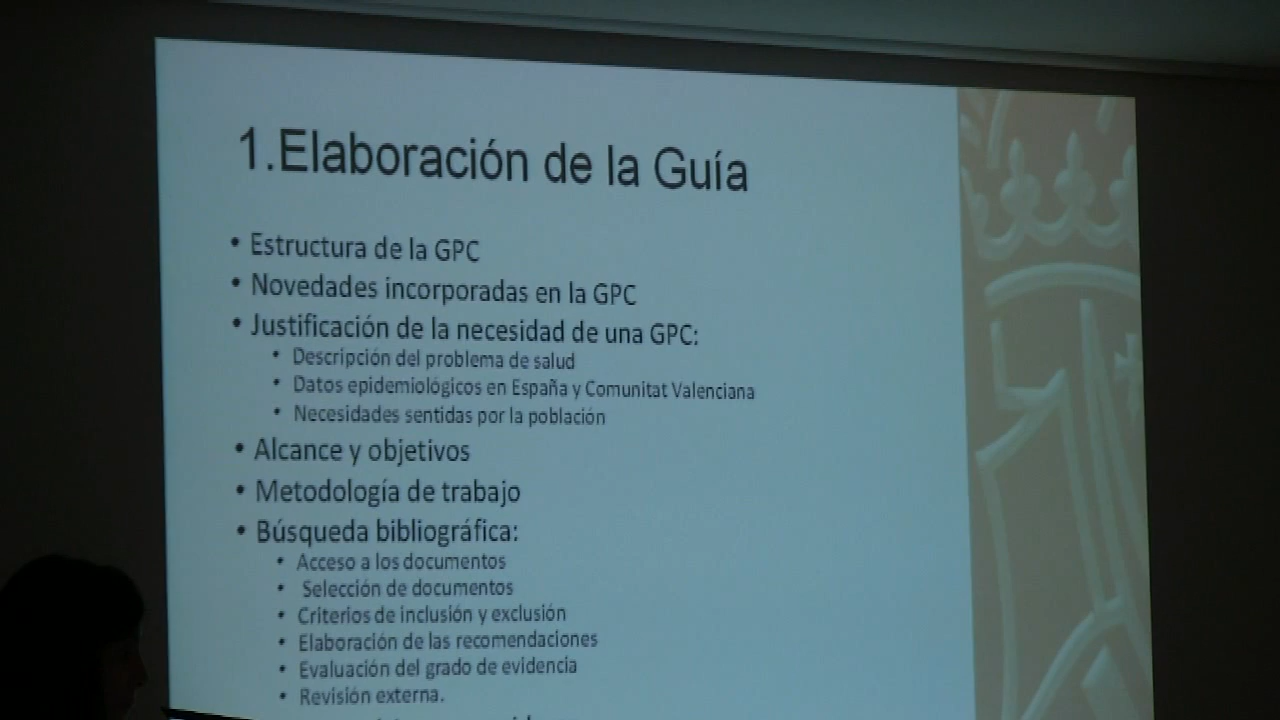 1.Elaboración de la Guía
• Estructura de la GPC
• Novedades incorporadas en la GPC
• Justificación de la necesidad de una GPC:
• Descripción del problema de salud
• Datos epidemiológicos en España y Comunitat Valenciana
• Necesidades sentidas por la población
• Alcance y objetivos
• Metodología de trabajo
• Búsqueda bibliográfica:
• Acceso a los documentos
• Selección de documentos
• Criterios de inclusión y exclusión
• Elaboración de las recomendaciones
• Evaluación del grado de evidencia
• Revisión externa.